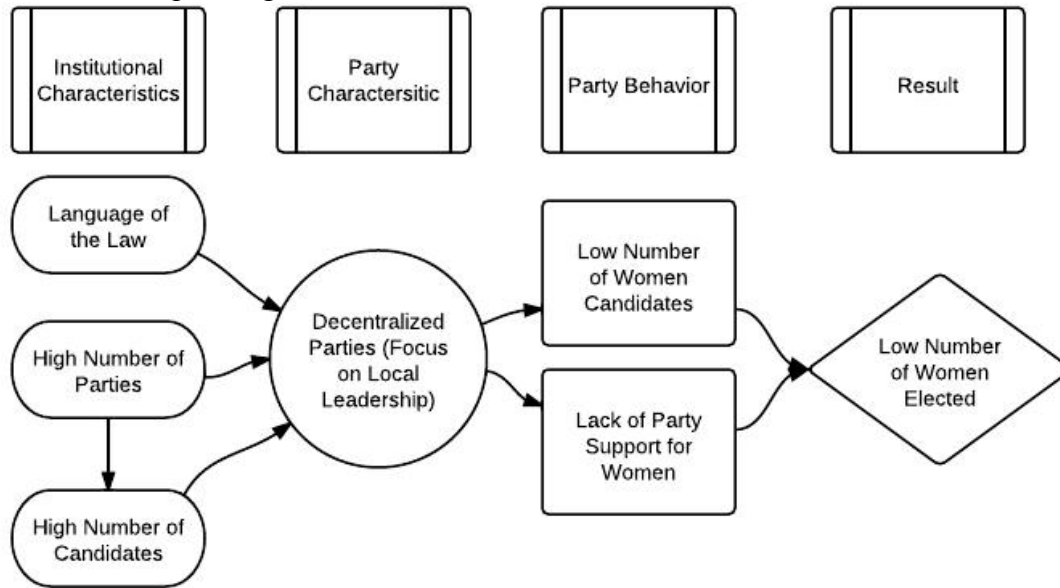 Institutional
Characteristics
Party
Charactersitic
Party Behavior
Result
Language of
the Law
High Number of
Parties
High Number of
Candidates
Decentralized
Parties (Focus
on Local
Leadership)
Low Number
of Women
Candidates
Lack of Party
Support for
Women
Low Number
of Women
Elected